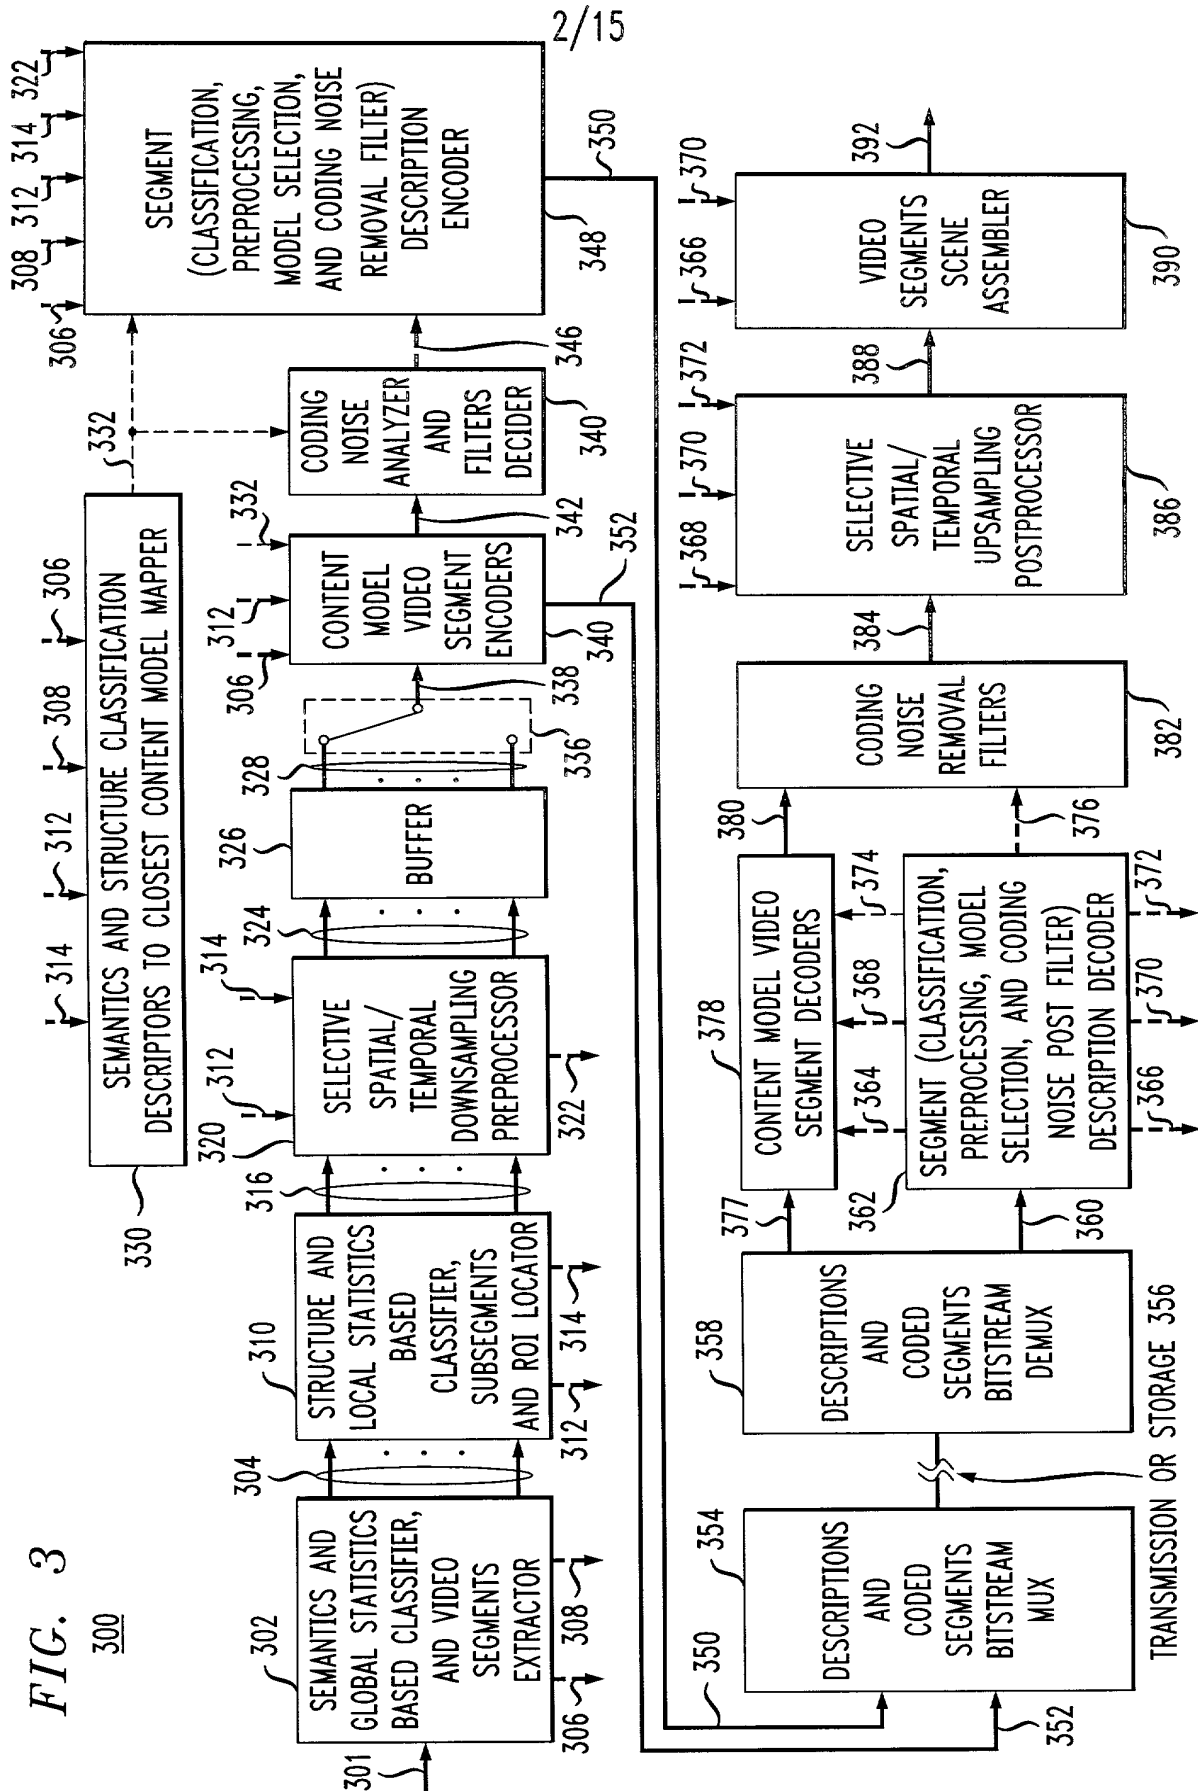 2/15
FIG. 3
300
314
312
308
306
SEMANTICS AND STRUCTURE CLASSIFICATION
DESCRIPTORS TO CLOSEST CONTENT MODEL MAPPER
330
332
301
302
SEMANTICS AND
GLOBAL STATISTICS
BASED CLASSIFIER,
AND VIDEO
SEGMENTS
EXTRACTOR
306
308
304
310
STRUCTURE AND
LOCAL STATISTICS
BASED
CLASSIFIER,
SUBSEGMENTS
AND ROI LOCATOR
312
314
316
320
312
314
SELECTIVE
SPATIAL/
TEMPORAL
DOWNSAMPLING
PREPROCESSOR
322
324
326
BUFFER
328
336
338
306
312
332
CONTENT
MODEL
VIDEO
SEGMENT
ENCODERS
340
352
342
CODING
NOISE
ANALYZER
AND
FILTERS
DECIDER
340
346
306
308
312
314
322
SEGMENT
(CLASSIFICATION,
PREPROCESSING,
MODEL SELECTION,
AND CODING NOISE
REMOVAL FILTER)
DESCRIPTION
ENCODER
348
350
350
352
354
DESCRIPTIONS
AND
CODED
SEGMENTS
BITSTREAM
MUX
TRANSMISSION OR STORAGE 356
358
DESCRIPTIONS
AND
CODED
SEGMENTS
BITSTREAM
DEMUX
377
360
378
CONTENT MODEL VIDEO
SEGMENT DECODERS
364
368
374
362
SEGMENT (CLASSIFICATION,
PREPROCESSING, MODEL
SELECTION, AND CODING
NOISE POST FILTER)
DESCRIPTION DECODER
366
370
372
380
376
CODING
NOISE
REMOVAL
FILTERS
382
384
368
370
372
SELECTIVE
SPATIAL/
TEMPORAL
UPSAMPLING
POSTPROCESSOR
386
388
366
370
VIDEO
SEGMENTS
SCENE
ASSEMBLER
390
392